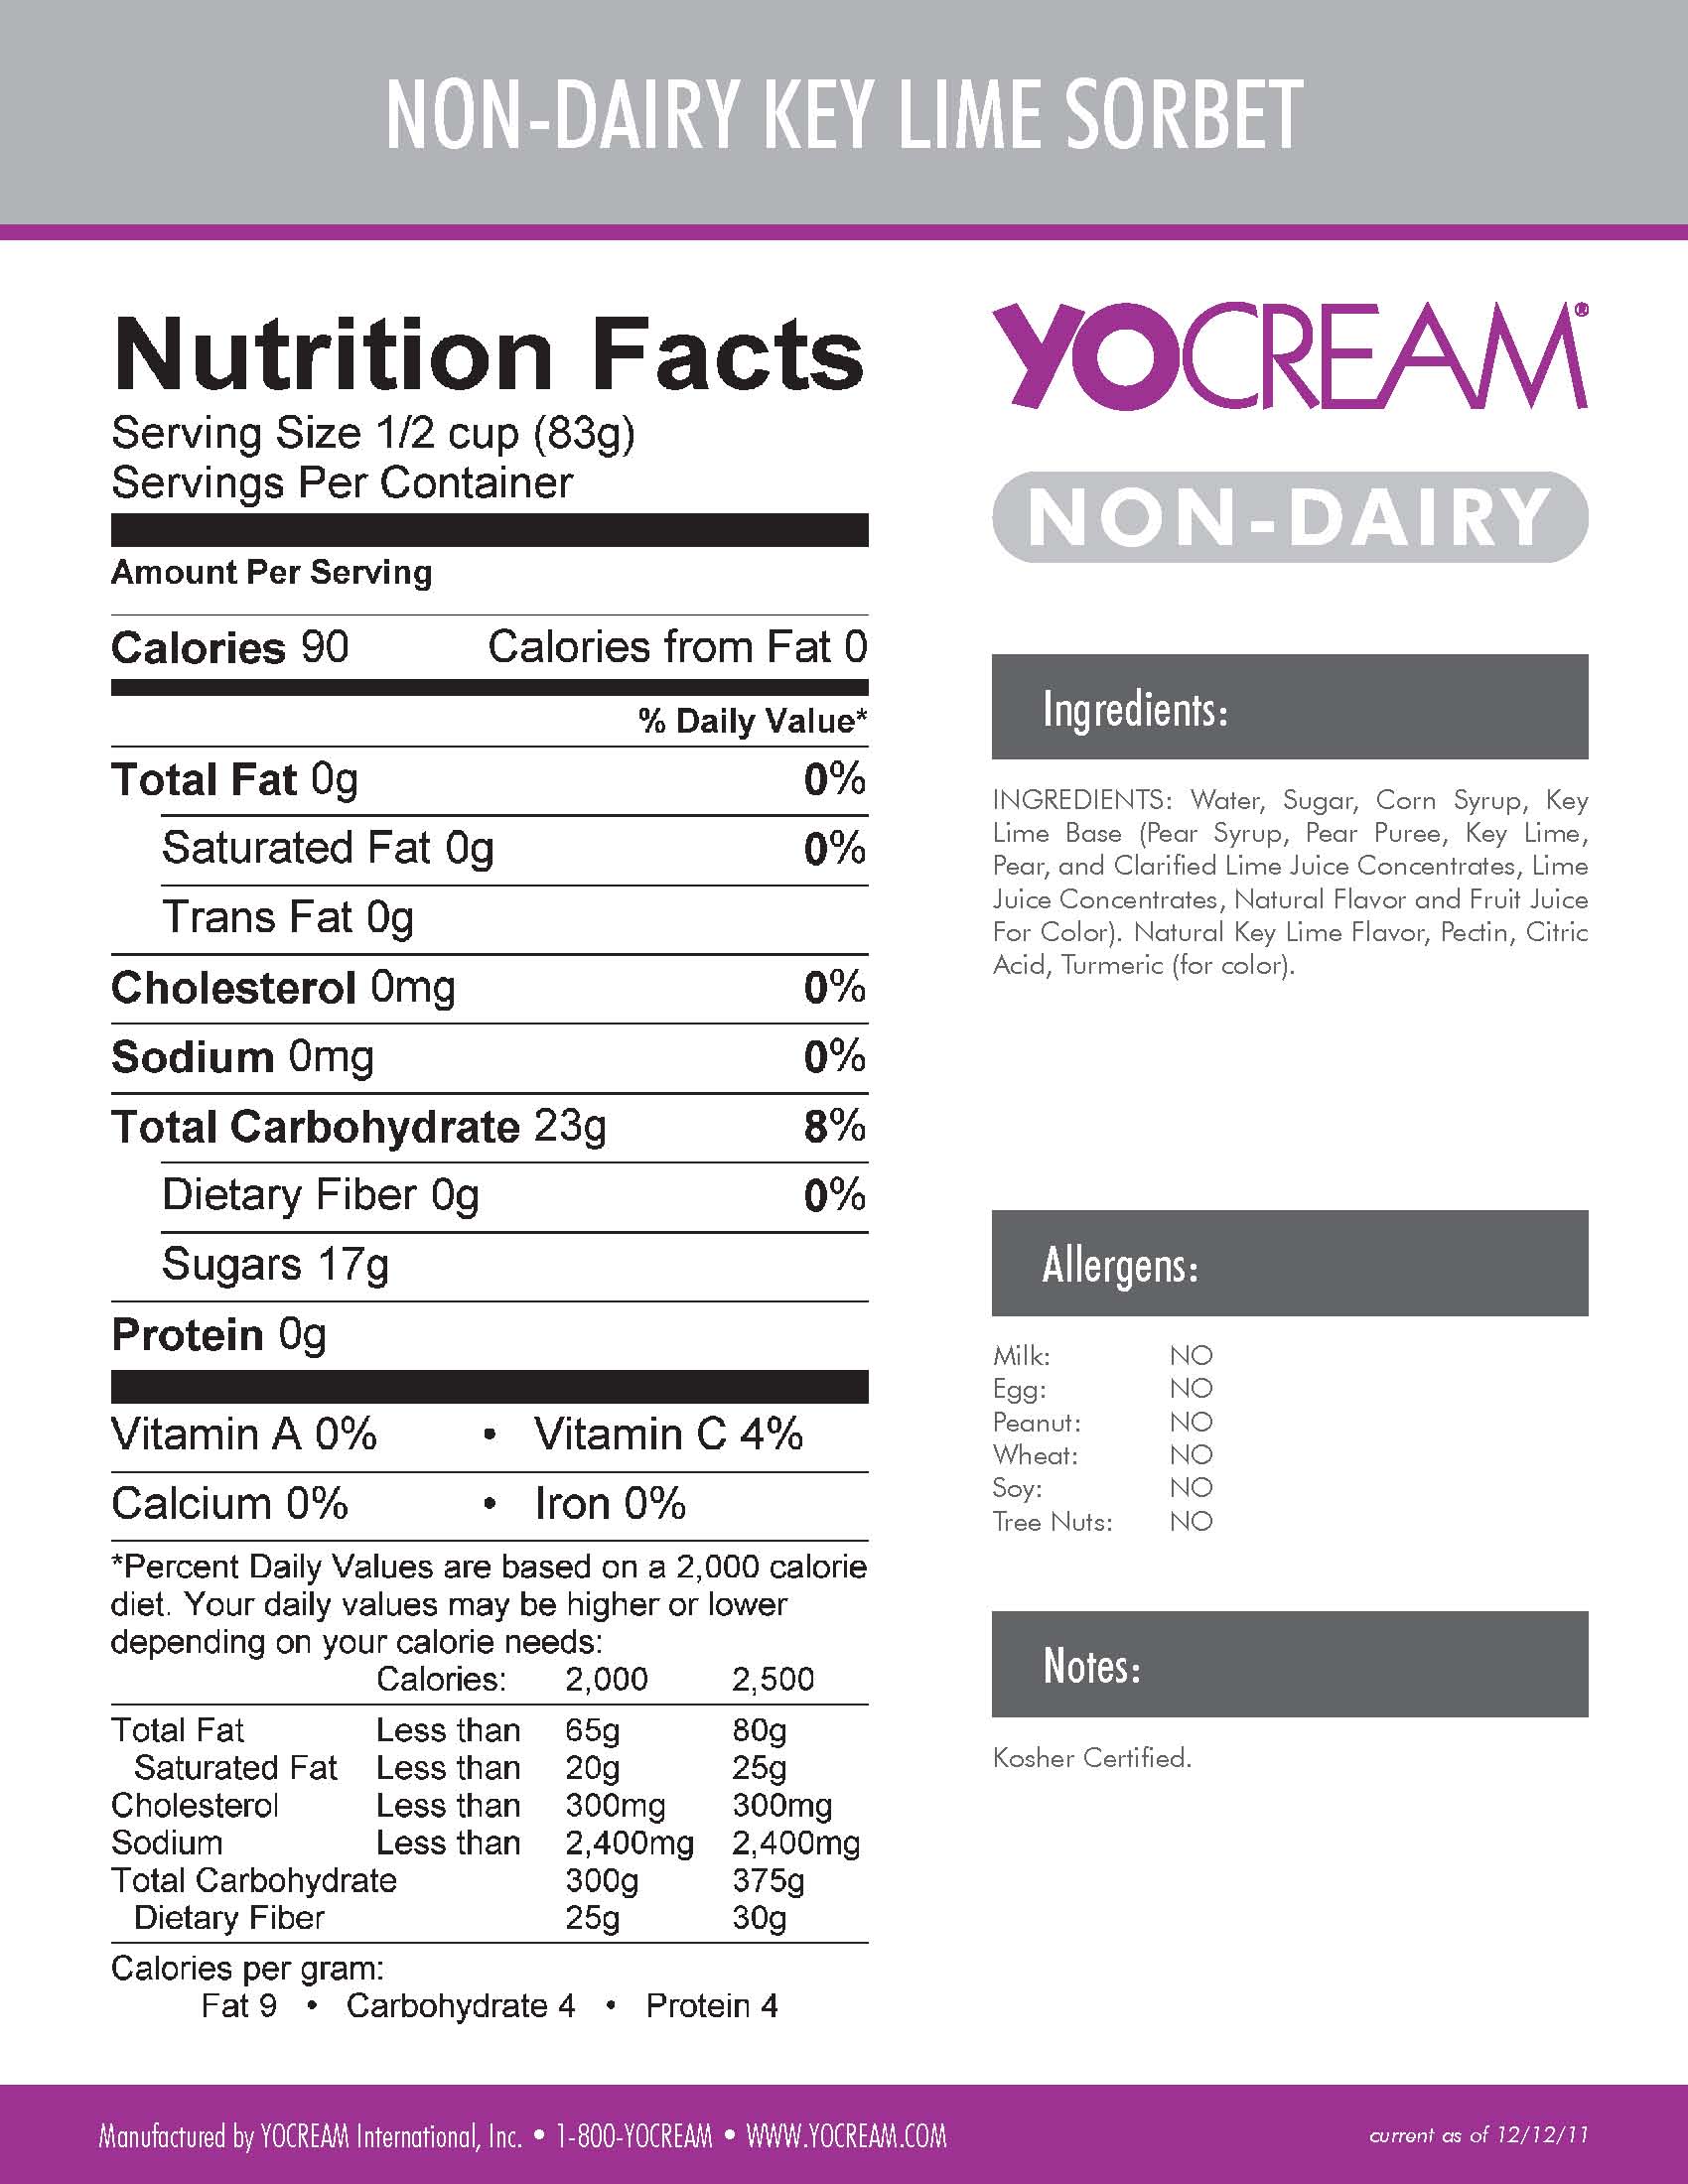 NON-DAIRY KEY LIME SORBET
Nutrition Facts
Serving Size 1/2 cup (83g)
Servings Per Container
Amount Per Serving
Calories 90 Calories from Fat 0
% Daily Value*
Total Fat 0g 0%
Saturated Fat 0g 0%
Trans Fat 0g
Cholesterol 0mg 0%
Sodium 0mg 0%
Total Carbohydrate 23g 8%
Dietary Fiber 0g 0%
Sugars 17g
Protein 0g
Vitamin A 0% • Vitamin C 4%
Calcium 0% • Iron 0%
*Percent Daily Values are based on a 2,000 calorie
diet. Your daily values may be higher or lower
depending on your calorie needs:
Calories: 2,000 2,500
Total Fat Less than 65g 80g
Saturated Fat Less than 20g 25g
Cholesterol Less than 300mg 300mg
Sodium Less than 2,400mg 2,400mg
Total Carbohydrate 300g 375g
Dietary Fiber 25g 30g
Calories per gram:
Fat 9 • Carbohydrate 4 • Protein 4
YOCREAM®
NON-DAIRY
Ingredients:
INGREDIENTS: Water, Sugar, Corn Syrup, Key
Lime Base (Pear Syrup, Pear Puree, Key Lime,
Pear, and Clarified Lime Juice Concentrates, Lime
Juice Concentrates, Natural Flavor and Fruit Juice
For Color). Natural Key Lime Flavor, Pectin, Citric
Acid, Turmeric (for color).
Allergens:
Milk: NO
Egg: NO
Peanut: NO
Wheat: NO
Soy: NO
Tree Nuts: NO
Notes:
Kosher Certified.
Manufactured by YOCREAM International, Inc. • 1-800-YOCREAM • WWW.YOCREAM.COM
current as of 12/12/11